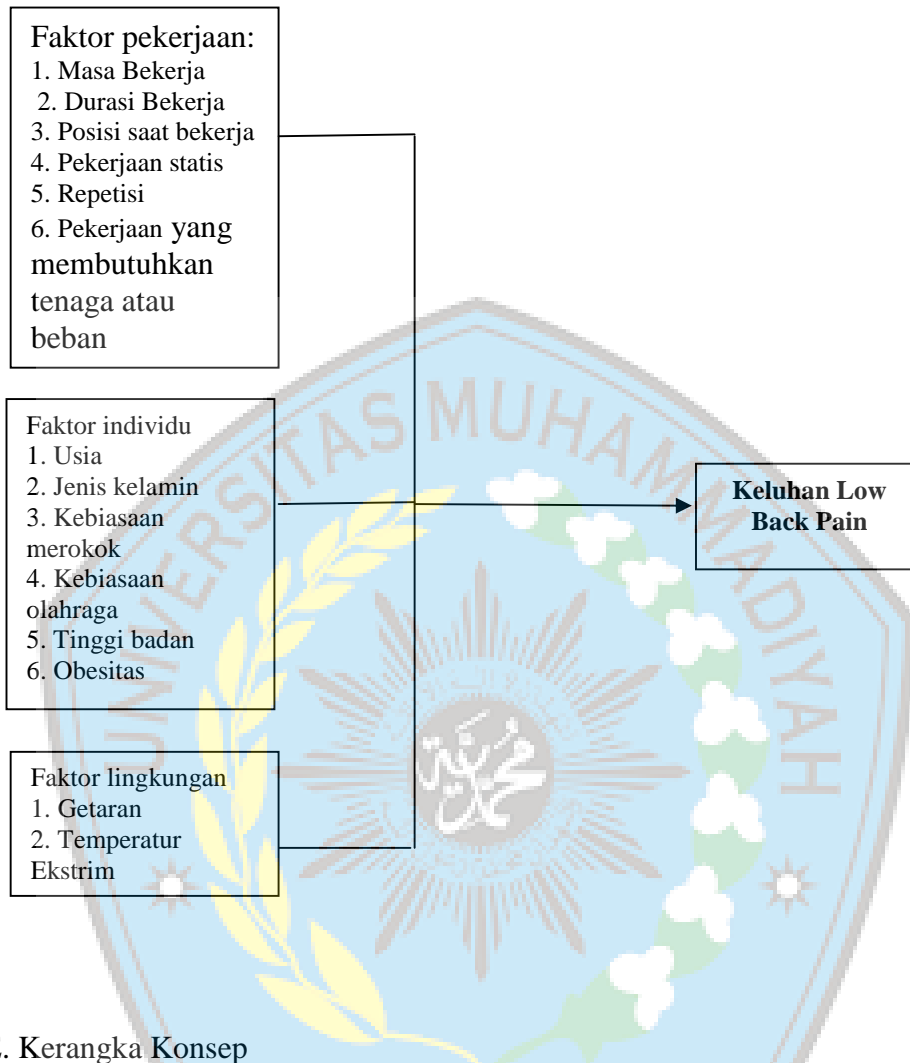 Faktor pekerjaan:
1. Masa Bekerja
2. Durasi Bekerja
3. Posisi saat bekerja
4. Pekerjaan statis
5. Repetisi
6. Pekerjaan yang
membutuhkan
tenaga atau
beban
Faktor individu
1. Usia
2. Jenis kelamin
3. Kebiasaan
merokok
4. Kebiasaan
olahraga
5. Tinggi badan
6. Obesitas
Keluhan Low
Back Pain
Faktor lingkungan
1. Getaran
2. Temperatur
Ekstrim
UNIVERSITAS MUHAMMADIYAH
. Kerangka Konsep